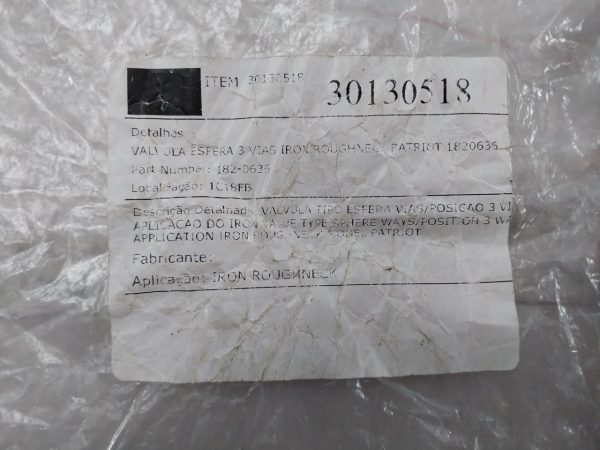 ITEM 30130518
30130518
Detalhes :
VALVULA ESFERA 3 VIAS IRON ROUGHNECK PATRIOT 1820636
Part Number: 182-0636
Localização: 1C18FB
Descrição Detalhada: VALVULA TIPO ESFERA VIAS/POSICAO 3 VI
APLICACAO DO IRON VALVE TYPE SPHERE WAYS/POSITION 3 WA
APPLICATION IRON ROUGHNECK MODEL PATRIOT
Fabricante:
Aplicação: IRON ROUGHNECK